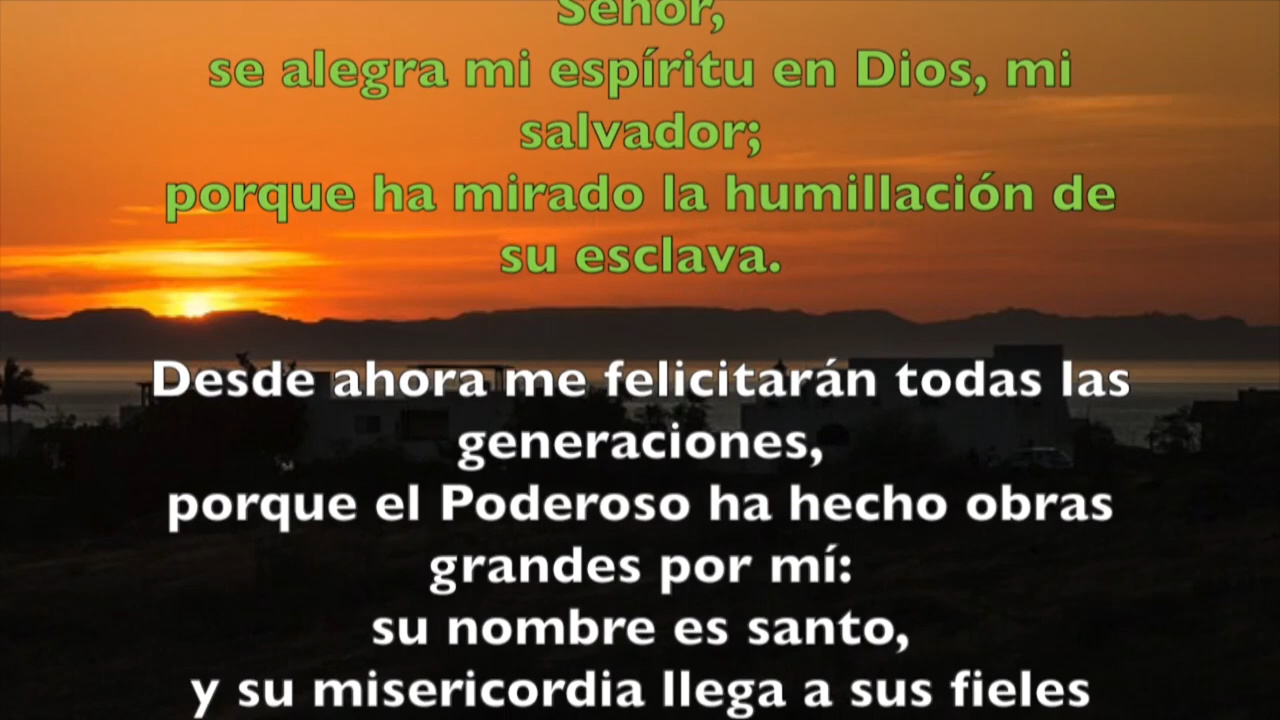 Señor,
se alegra mi espíritu en Dios, mi
salvador;
porque ha mirado la humillación de
su esclava.
Desde ahora me felicitarán todas las
generaciones,
porque el Poderoso ha hecho obras
grandes por mí:
su nombre es santo,
y su misericordia llega a sus fieles